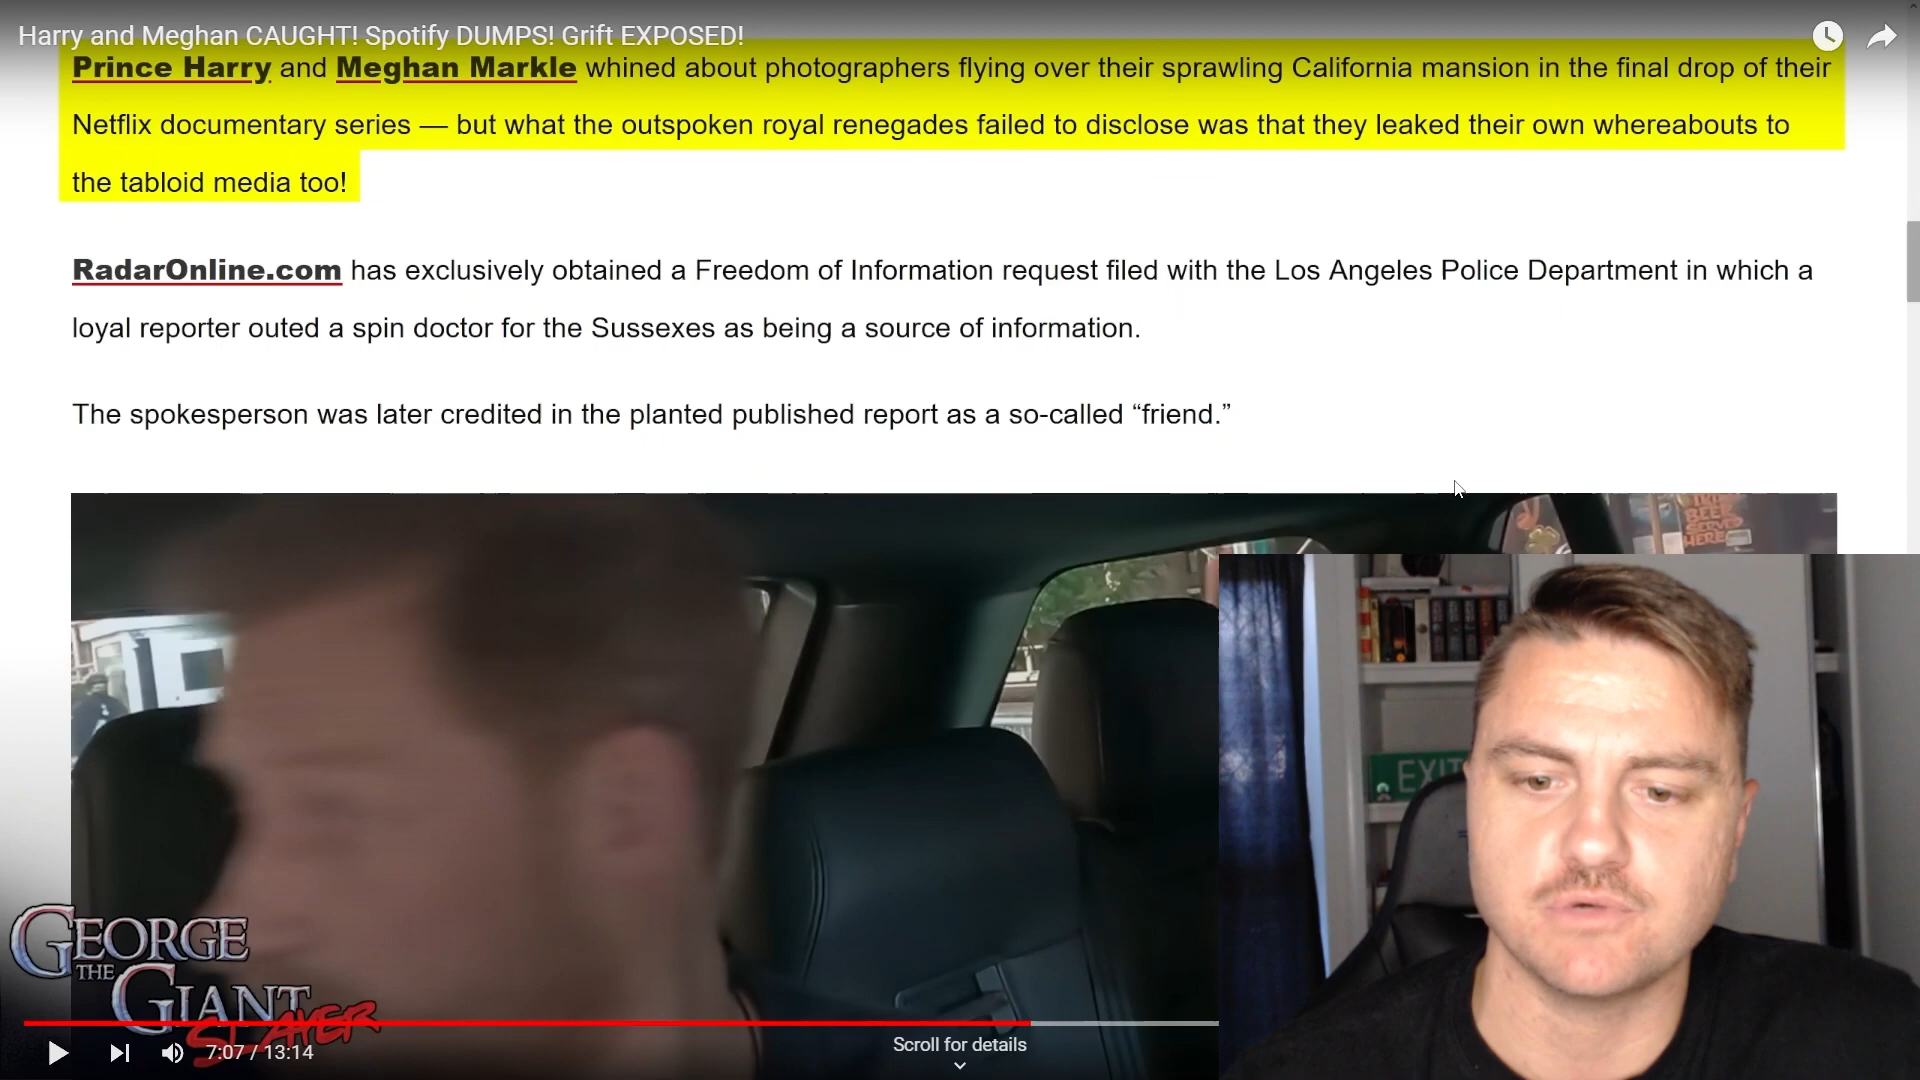 Harry and Meghan CAUGHT! Spotify DUMPS! Grift EXPOSED!
Prince Harry and Meghan Markle whined about photographers flying over their sprawling California mansion in the final drop of their
Netflix documentary series — but what the outspoken royal renegades failed to disclose was that they leaked their own whereabouts to
the tabloid media too!
RadarOnline.com has exclusively obtained a Freedom of Information request filed with the Los Angeles Police Department in which a
loyal reporter outed a spin doctor for the Sussexes as being a source of information.
The spokesperson was later credited in the planted published report as a so-called “friend.”
BEER
SERVED
HERE
EXIT
GEORGE
THE
GIANT
SLAYER
7:07 / 13:14
Scroll for details